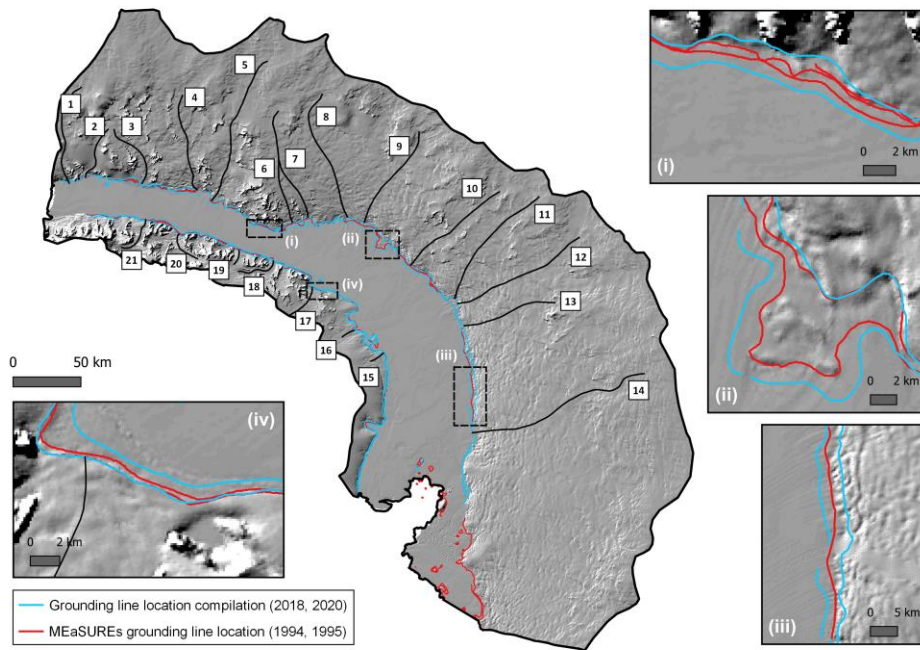 5
1
2
3
4
8
6
7
9
10
11
12
13
14
(i)
(ii)
(iii)
(iv)
21
20
19
18
17
16
15
0 50 km
(i)
0 2 km
(ii)
0 2 km
(iii)
0 5 km
(iv)
0 2 km
Grounding line location compilation (2018, 2020)
MEaSUREs grounding line location (1994, 1995)